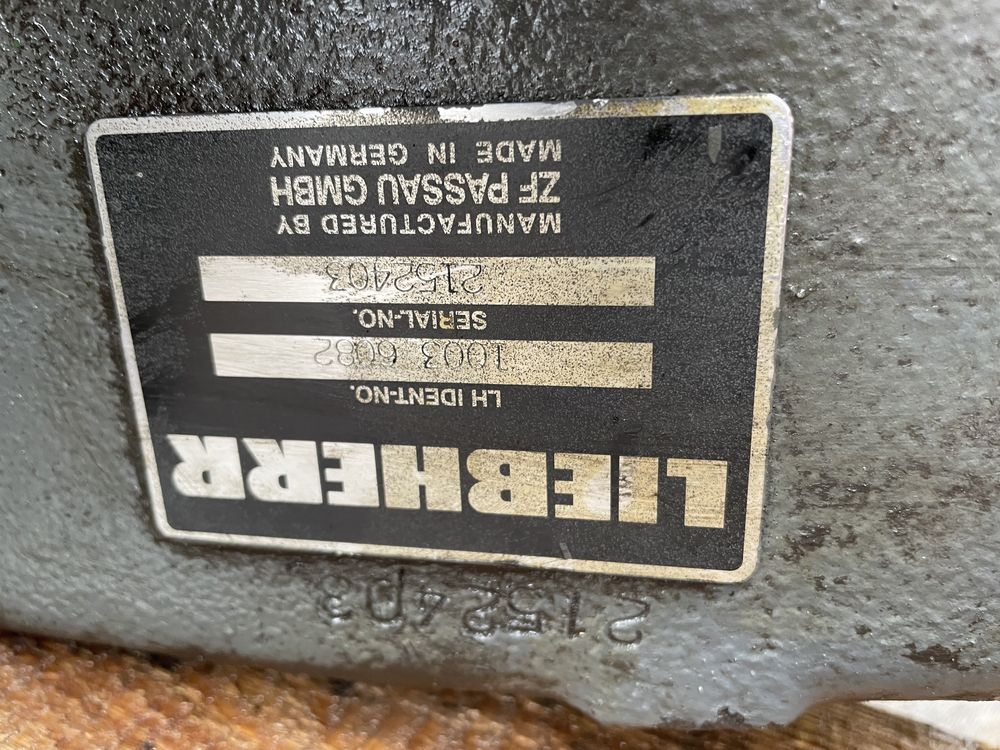 LIEBHERR
LH IDENT-NO.
1003 6082
SERIAL-NO.
2152403
MANUFACTURED BY
ZF PASSAU GMBH
MADE IN GERMANY
2152403